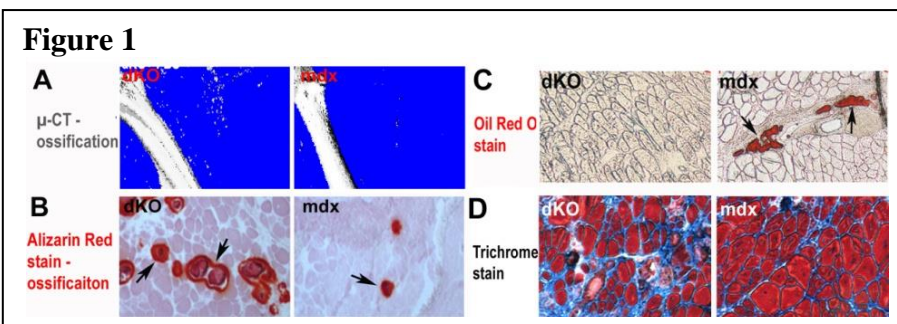 Figure 1
A
dKO
mdx
µ-CT -
ossification
B
dKO
mdx
Alizarin Red
stain -
ossificaiton
C
dKO
mdx
Oil Red O
stain
D
dKO
mdx
Trichrome
stain